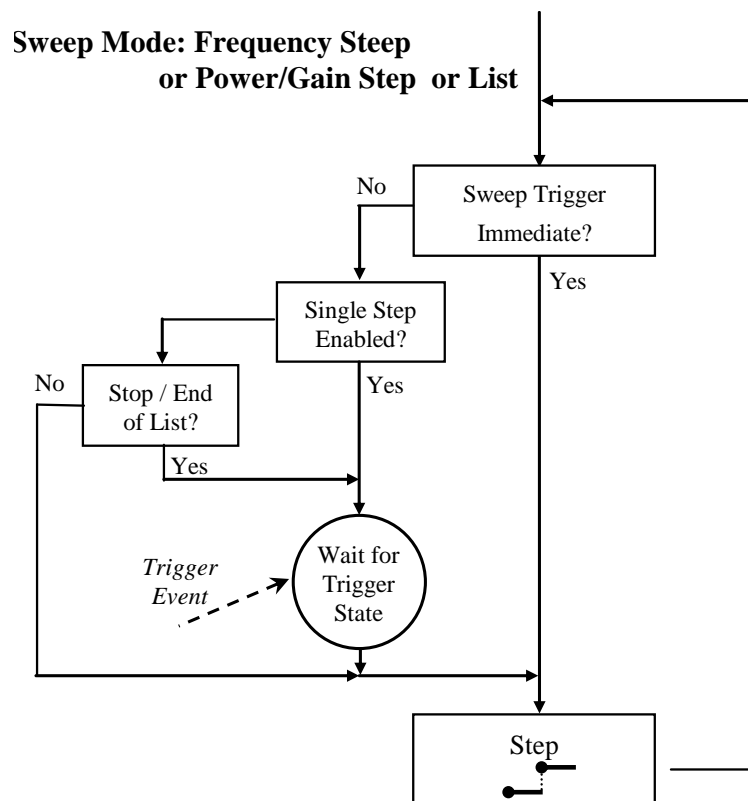 Sweep Mode: Frequency Steep
or Power/Gain Step or List
Sweep Trigger
Immediate?
No
Yes
Single Step
Enabled?
No
Yes
Stop / End
of List?
Yes
Wait for
Trigger
State
Trigger
Event
Step